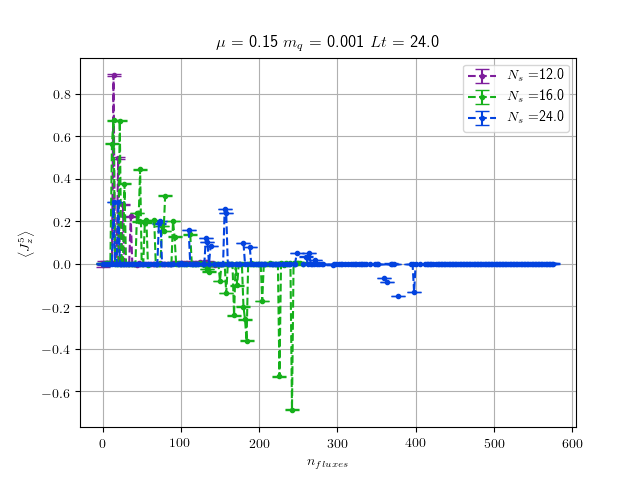 μ = 0.15 m_q = 0.001 Lt = 24.0
N_s =12.0
N_s =16.0
N_s =24.0
⟨J_z^5⟩
0.8
0.6
0.4
0.2
0.0
−0.2
−0.4
−0.6
0 100 200 300 400 500 600
n_{fluxes}